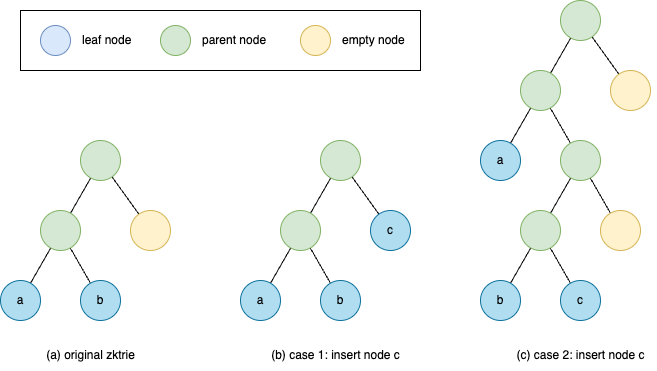 leaf node
parent node
empty node
a
a
b
c
a
b
b
c
(a) original zktrie
(b) case 1: insert node c
(c) case 2: insert node c